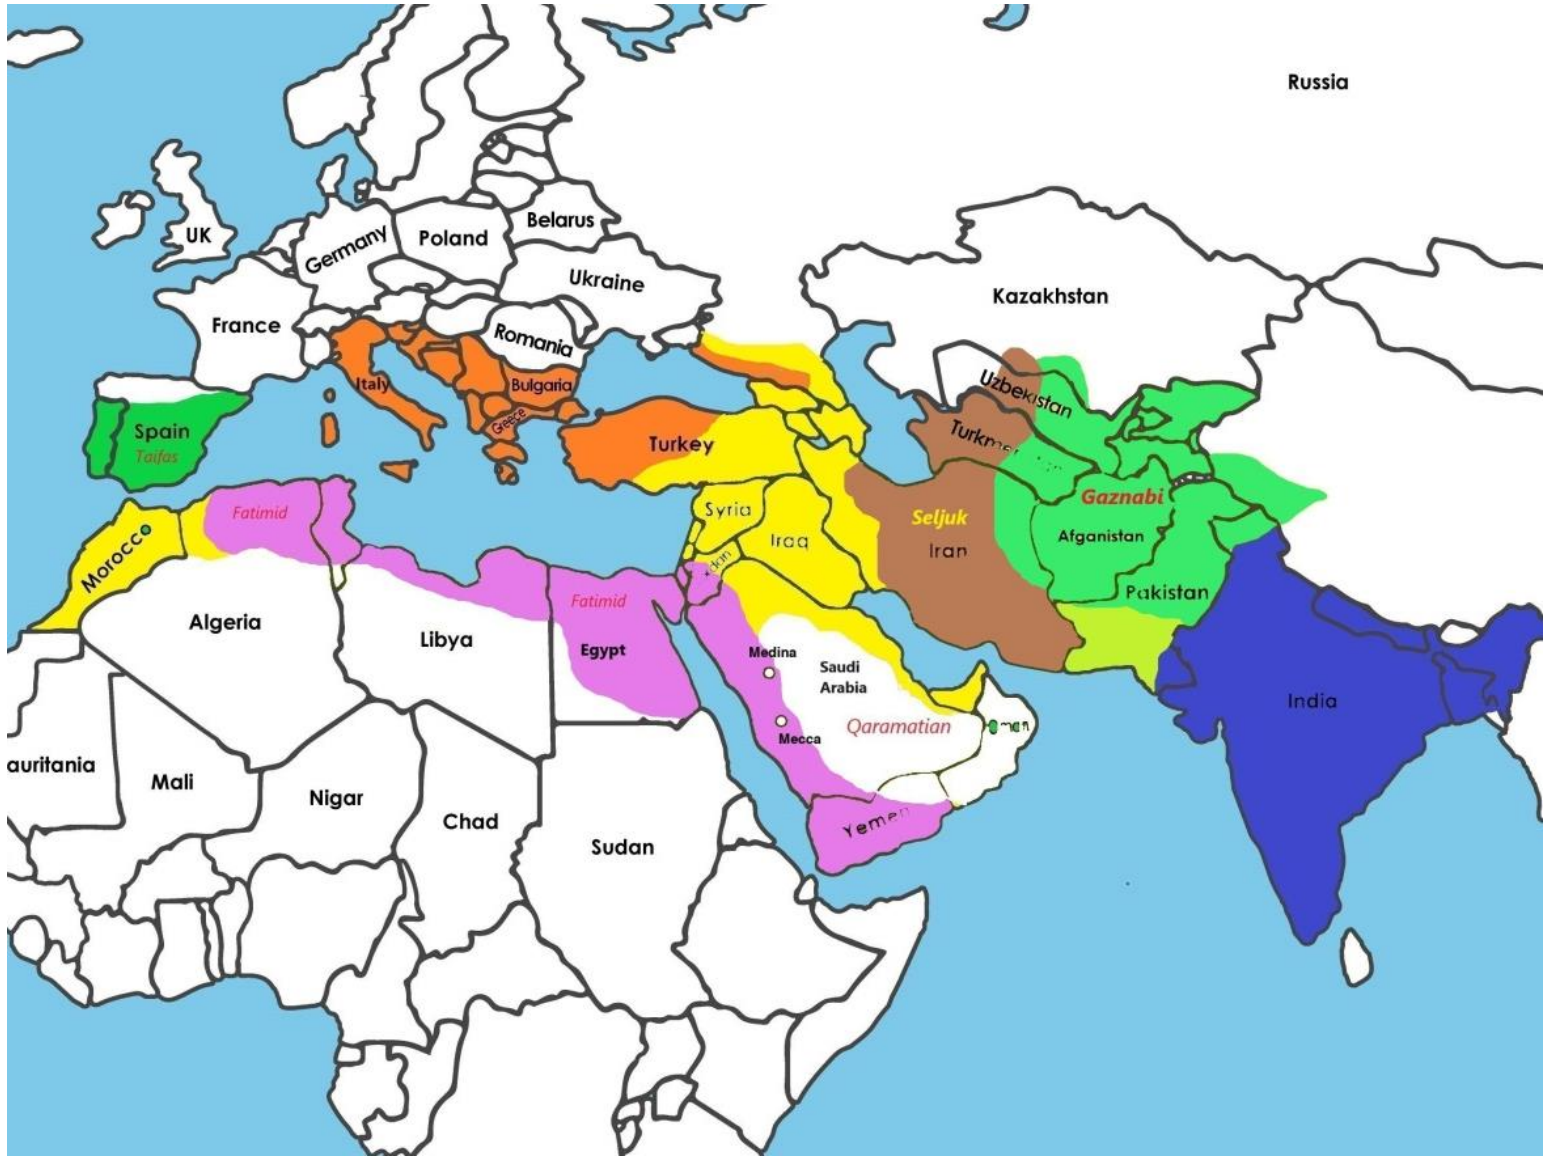 Russia
UK
Germany
Poland
Belarus
Ukraine
France
Romania
Kazakhstan
Italy
Bulgaria
Greece
Uzbekistan
Spain
Taifas
Turkey
Fatimid
Syria
Iraq
Seljuk
Iran
Gaznabi
Afganistan
Pakistan
Morocco
Algeria
Libya
Fatimid
Egypt
Medina
Saudi
Arabia
Mecca
Qaramatian
India
auritania
Mali
Nigar
Chad
Sudan
Yemen